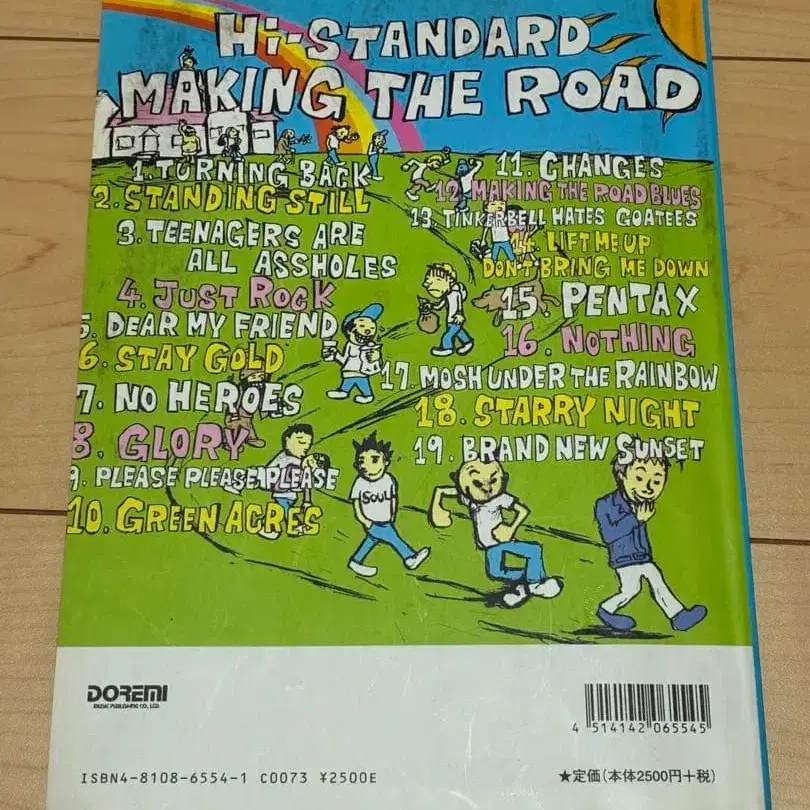 Hi-STANDARD
MAKING THE ROAD
1. TURNING BACK
2. STANDING STILL
3. TEENAGERS ARE
ALL ASSHOLES
4. JUST ROCK
5. DEAR MY FRIEND
6. STAY GOLD
7. NO HEROES
8. GLORY
9. PLEASE PLEASE PLEASE
10. GREEN ACRES
11. CHANGES
12. MAKING THE ROAD BLUES
13. TINKERBELL HATES GOATEES
14. LIFT ME UP
DON'T BRING ME DOWN
15. PENTAX
16. NOTHING
17. MOSH UNDER THE RAINBOW
18. STARRY NIGHT
19. BRAND NEW SUNSET
SOUL
DOREMI
MUSIC PUBLISHING CO., LTD.
4 514142 065545
ISBN4-8108-6554-1 C0073 ¥2500E
★定価(本体2500円+税)